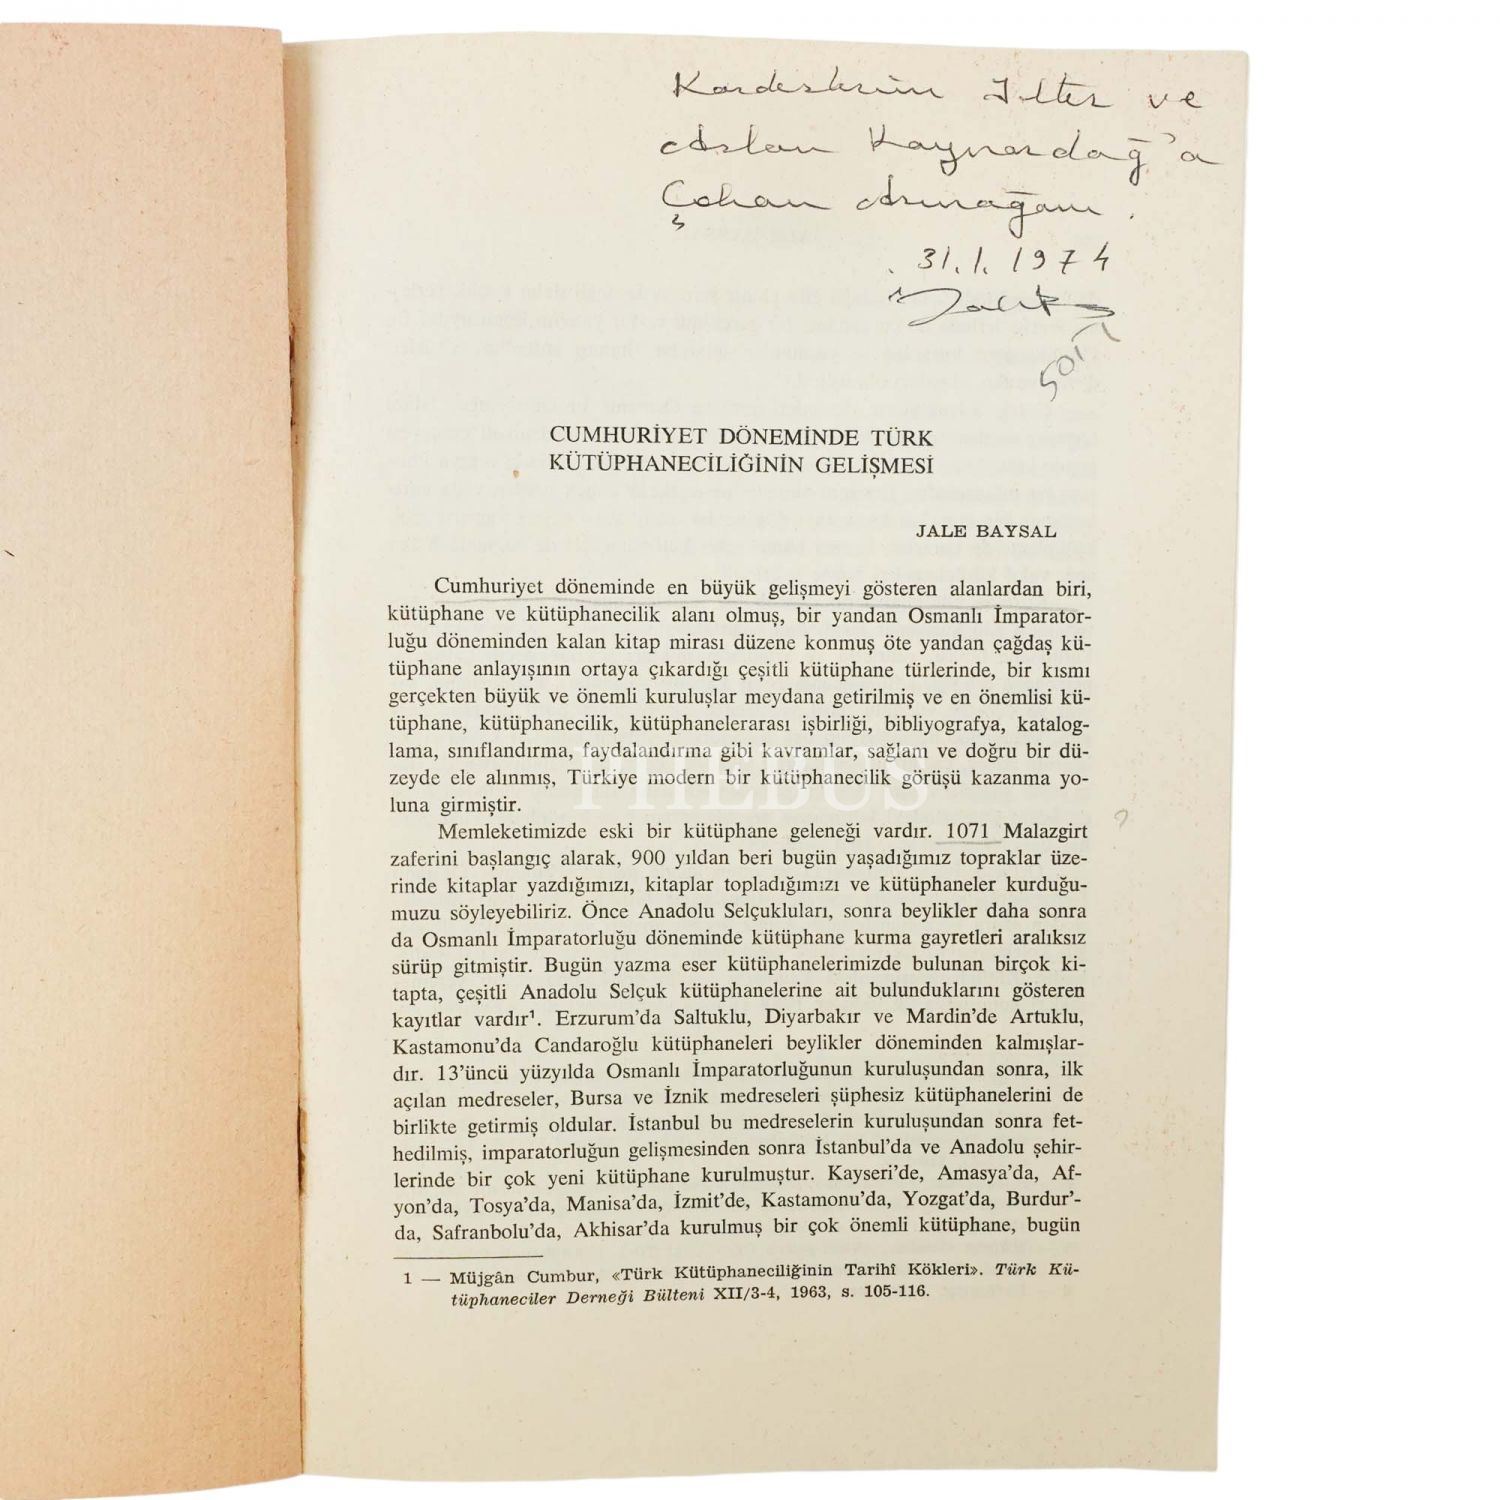 Kardeşlerim İlter ve
Arslan Kaynardağ'a
Çoban Armağanı.
31.1.1974
Jale
CUMHURİYET DÖNEMİNDE TÜRK
KÜTÜPHANECİLİĞİNİN GELİŞMESİ
JALE BAYSAL
Cumhuriyet döneminde en büyük gelişmeyi gösteren alanlardan biri,
kütüphane ve kütüphanecilik alanı olmuş, bir yandan Osmanlı İmparator-
luğu döneminden kalan kitap mirası düzene konmuş öte yandan çağdaş kü-
tüphane anlayışının ortaya çıkardığı çeşitli kütüphane türlerinde, bir kısmı
gerçekten büyük ve önemli kuruluşlar meydana getirilmiş ve en önemlisi kü-
tüphane, kütüphanecilik, kütüphanelerarası işbirliği, bibliyografya, katalog-
lama, sınıflandırma, faydalandırma gibi kavramlar, sağlam ve doğru bir dü-
zeyde ele alınmış, Türkiye modern bir kütüphanecilik görüşü kazanma yo-
luna girmiştir.
PHEBUS
Memleketimizde eski bir kütüphane geleneği vardır. 1071 Malazgirt ?
zaferini başlangıç alarak, 900 yıldan beri bugün yaşadığımız topraklar üze-
rinde kitaplar yazdığımızı, kitaplar topladığımızı ve kütüphaneler kurduğu-
muzu söyleyebiliriz. Önce Anadolu Selçukluları, sonra beylikler daha sonra
da Osmanlı İmparatorluğu döneminde kütüphane kurma gayretleri aralıksız
sürüp gitmiştir. Bugün yazma eser kütüphanelerimizde bulunan birçok ki-
tapta, çeşitli Anadolu Selçuk kütüphanelerine ait bulunduklarını gösteren
kayıtlar vardır¹. Erzurum'da Saltuklu, Diyarbakır ve Mardin'de Artuklu,
Kastamonu'da Candaroğlu kütüphaneleri beylikler döneminden kalmışlar-
dır. 13'üncü yüzyılda Osmanlı İmparatorluğunun kuruluşundan sonra, ilk
açılan medreseler, Bursa ve İznik medreseleri şüphesiz kütüphanelerini de
birlikte getirmiş oldular. İstanbul bu medreselerin kuruluşundan sonra fet-
hedilmiş, imparatorluğun gelişmesinden sonra İstanbul'da ve Anadolu şehir-
lerinde bir çok yeni kütüphane kurulmuştur. Kayseri'de, Amasya'da, Af-
yon'da, Tosya'da, Manisa'da, İzmit'de, Kastamonu'da, Yozgat'da, Burdur'-
da, Safranbolu'da, Akhisar'da kurulmuş bir çok önemli kütüphane, bugün
1 — Müjgân Cumbur, «Türk Kütüphaneciliğinin Tarihî Kökleri». Türk Kü-
tüphaneciler Derneği Bülteni XII/3-4, 1963, s. 105-116.